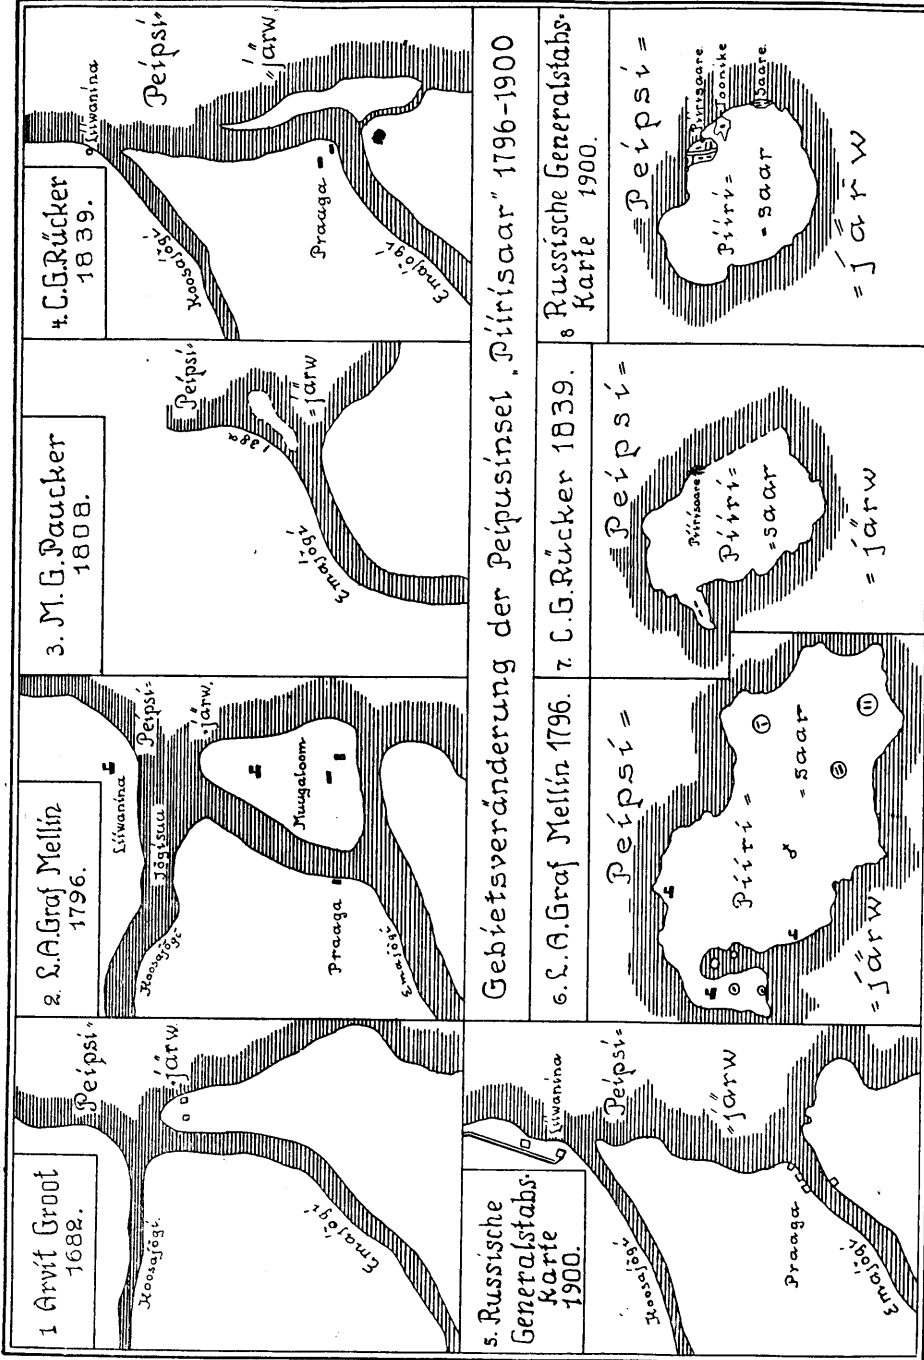 1 Arvit Groot
1682.
Peipsi-
"järw.
Koosajõgi.
Emajõgi
2. L.A. Graf Mellin
1796.
Liiwanina
Peipsi=
Jõgisuu
"järw.
Koosajõgi
Muugaloom
Praaga
Emajõgi
3. M. G. Paucker
1808.
Peipsi-
=järw
Emajõgi
4. C.G. Rücker
1839.
Liiwanina
Peipsi-
"järw
Koosajõgi
Praaga
Emajõgi
Gebietsveränderung der Peipusinsel „Piirisaar" 1796-1900
5. Russische
Generalstabs-
Karte
1900.
Liiwanina
Peipsi=
=järw
Koosajõgi
Praaga
Emajõgi
6. L. A. Graf Mellin 1796.
Peipsi=
Piiri=
=saar
I
II
III
=järw
7. C.G. Rücker 1839.
Peipsi=
Piirisaare
Piiri=
=saar
=järw
8 Russische Generalstabs-
Karte 1900.
Peipsi=
Piirisaare
Toonike
Saare
Piiri=
=saar
=järw